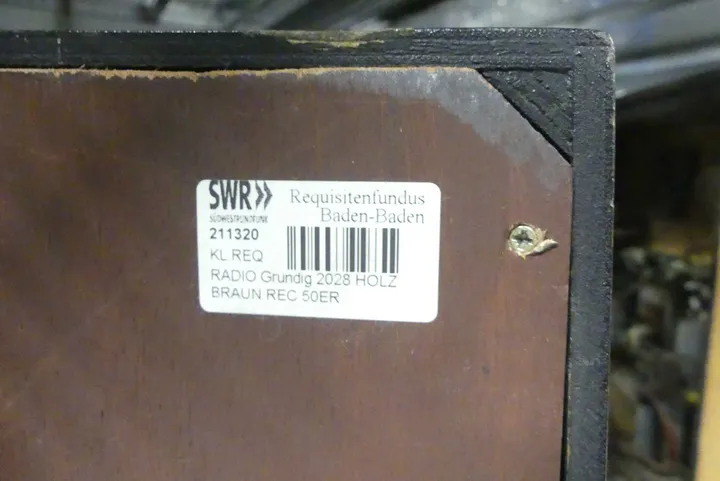 SWR»
Requisitenfundus
Baden-Baden
SÜDWESTRUNDFUNK
211320
KL REQ
RADIO Grundig 2028 HOLZ
BRAUN REC 50ER